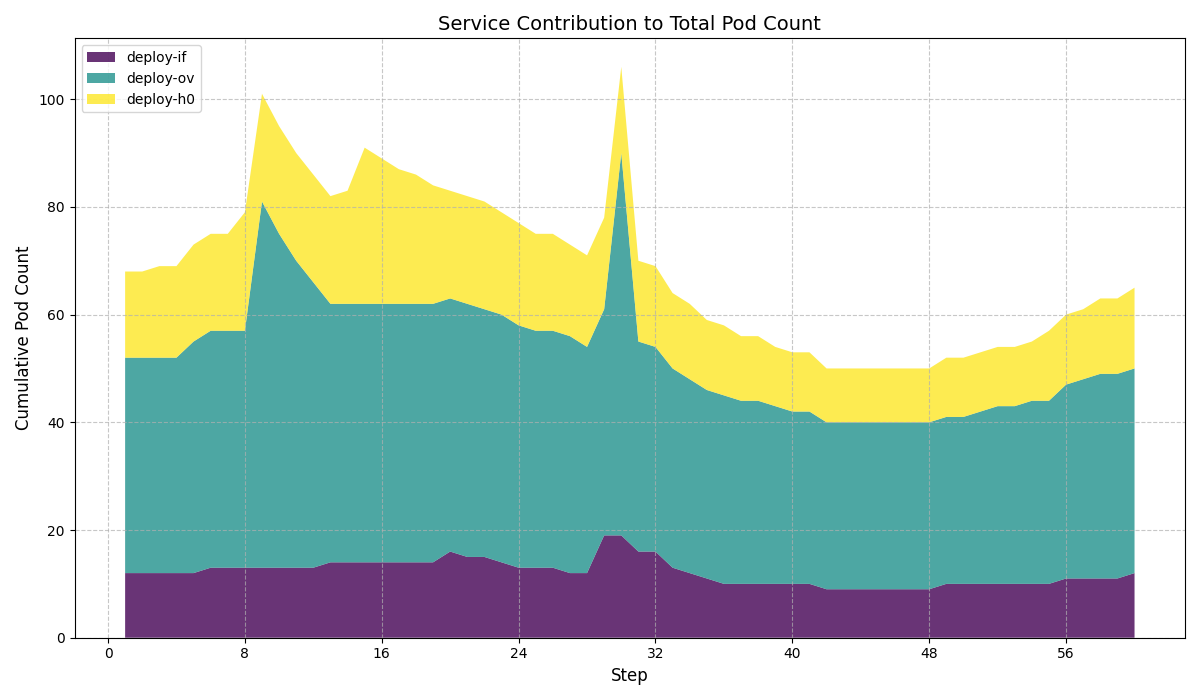 Service Contribution to Total Pod Count
deploy-if
deploy-ov
deploy-h0
Cumulative Pod Count
100
80
60
40
20
0
0 8 16 24 32 40 48 56
Step